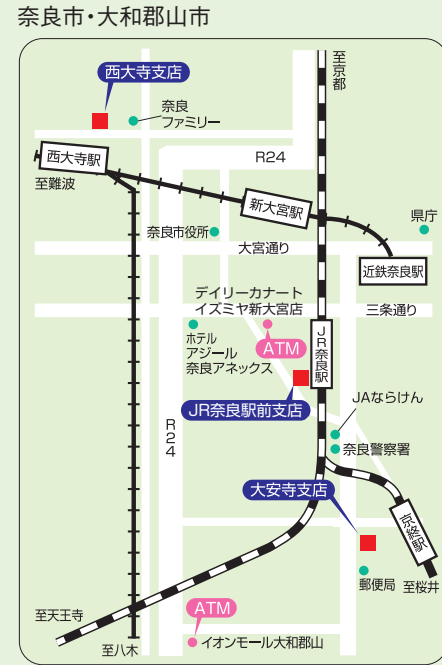 奈良市・大和郡山市
至京都
西大寺支店
奈良
ファミリー
R24
西大寺駅
至難波
新大宮駅
県庁
奈良市役所
大宮通り
近鉄奈良駅
デイリーカナート
イズミヤ新大宮店
三条通り
ホテル
アジール
奈良アネックス
ATM
JR奈良駅
JR奈良駅前支店
JAならけん
奈良警察署
R24
大安寺支店
京終駅
郵便局
至桜井
至天王寺
ATM
イオンモール大和郡山
至八木